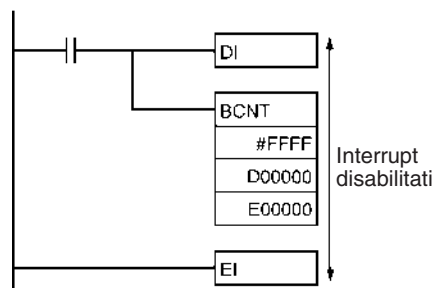 DI
BCNT
#FFFF
D00000
E00000
Interrupt
disabilitati
EI